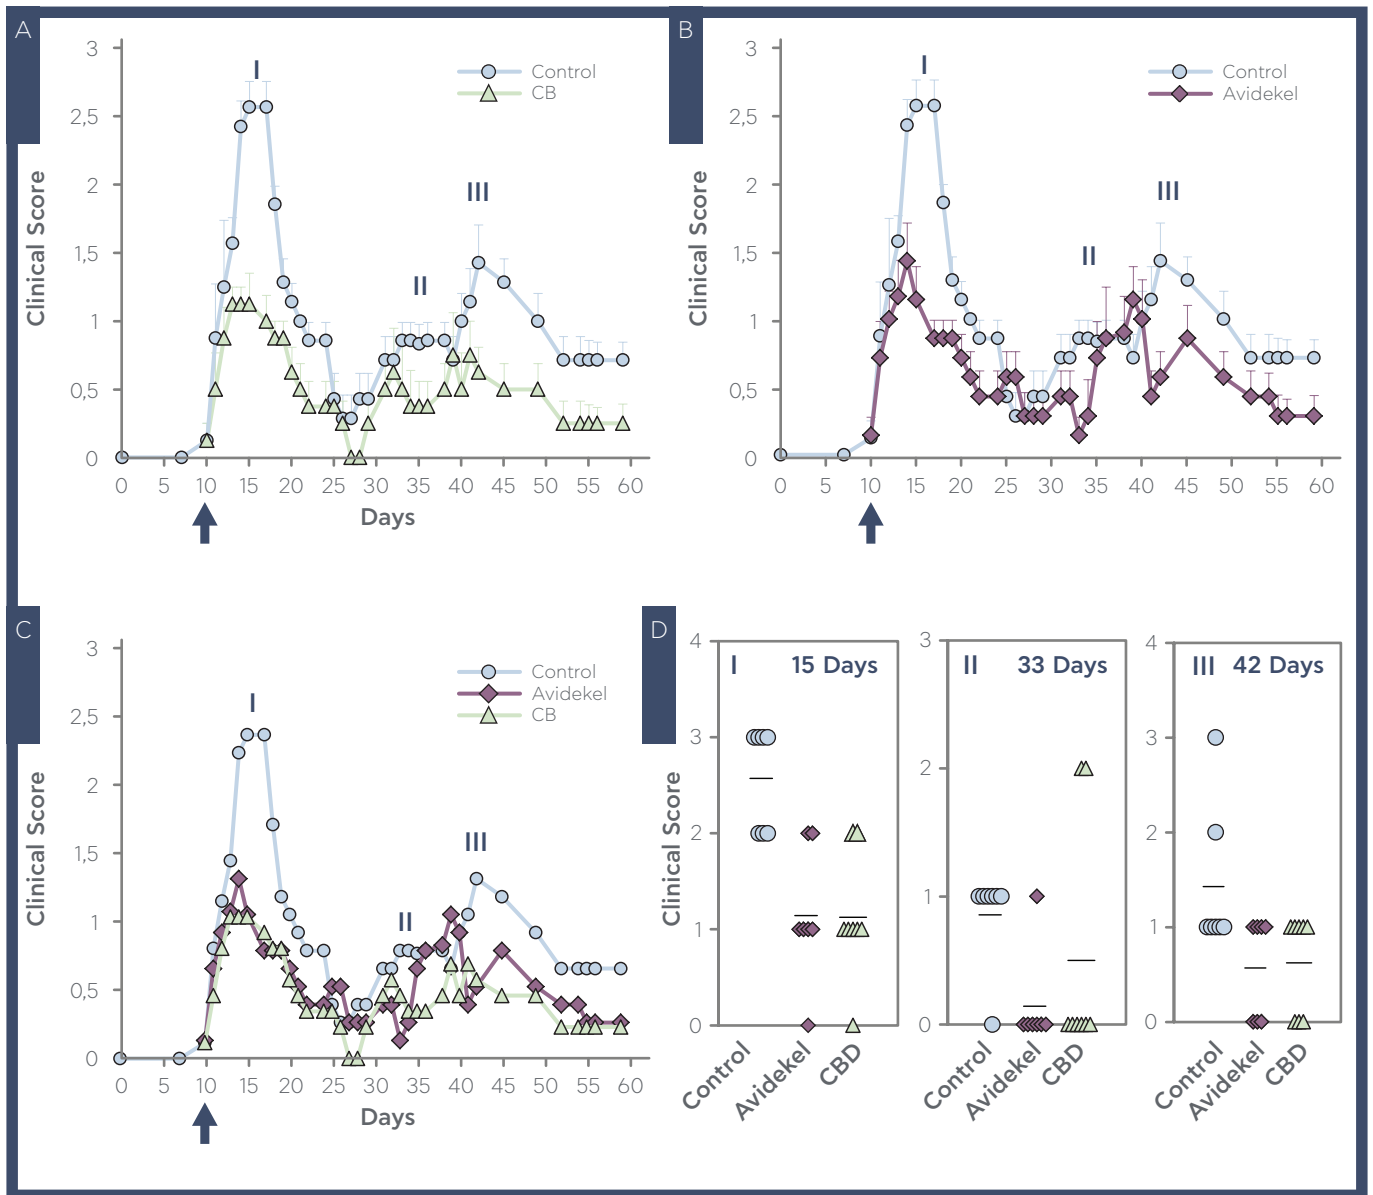 A
3
2,5
2
1,5
1
0,5
0
Clinical Score
I
II
III
Control
CB
0 5 10 15 20 25 30 35 40 45 50 55 60
Days
B
3
2,5
2
1,5
1
0,5
0
Clinical Score
I
II
III
Control
Avidekel
0 5 10 15 20 25 30 35 40 45 50 55 60
C
3
2,5
2
1,5
1
0,5
0
Clinical Score
I
II
III
Control
Avidekel
CB
0 5 10 15 20 25 30 35 40 45 50 55 60
Days
D
Clinical Score
4
3
2
1
0
I 15 Days
Control Avidekel CBD
3
2
1
0
II 33 Days
Control Avidekel CBD
4
3
2
1
0
III 42 Days
Control Avidekel CBD